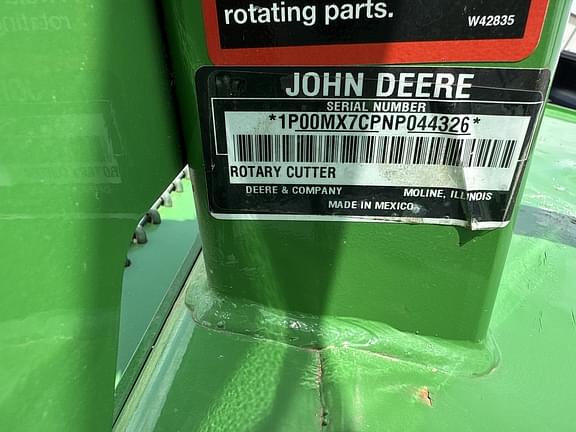 rotating parts.
W42835
JOHN DEERE
SERIAL NUMBER
*1P00MX7CPNP044326*
ROTARY CUTTER
DEERE & COMPANY MOLINE, ILLINOIS
MADE IN MEXICO